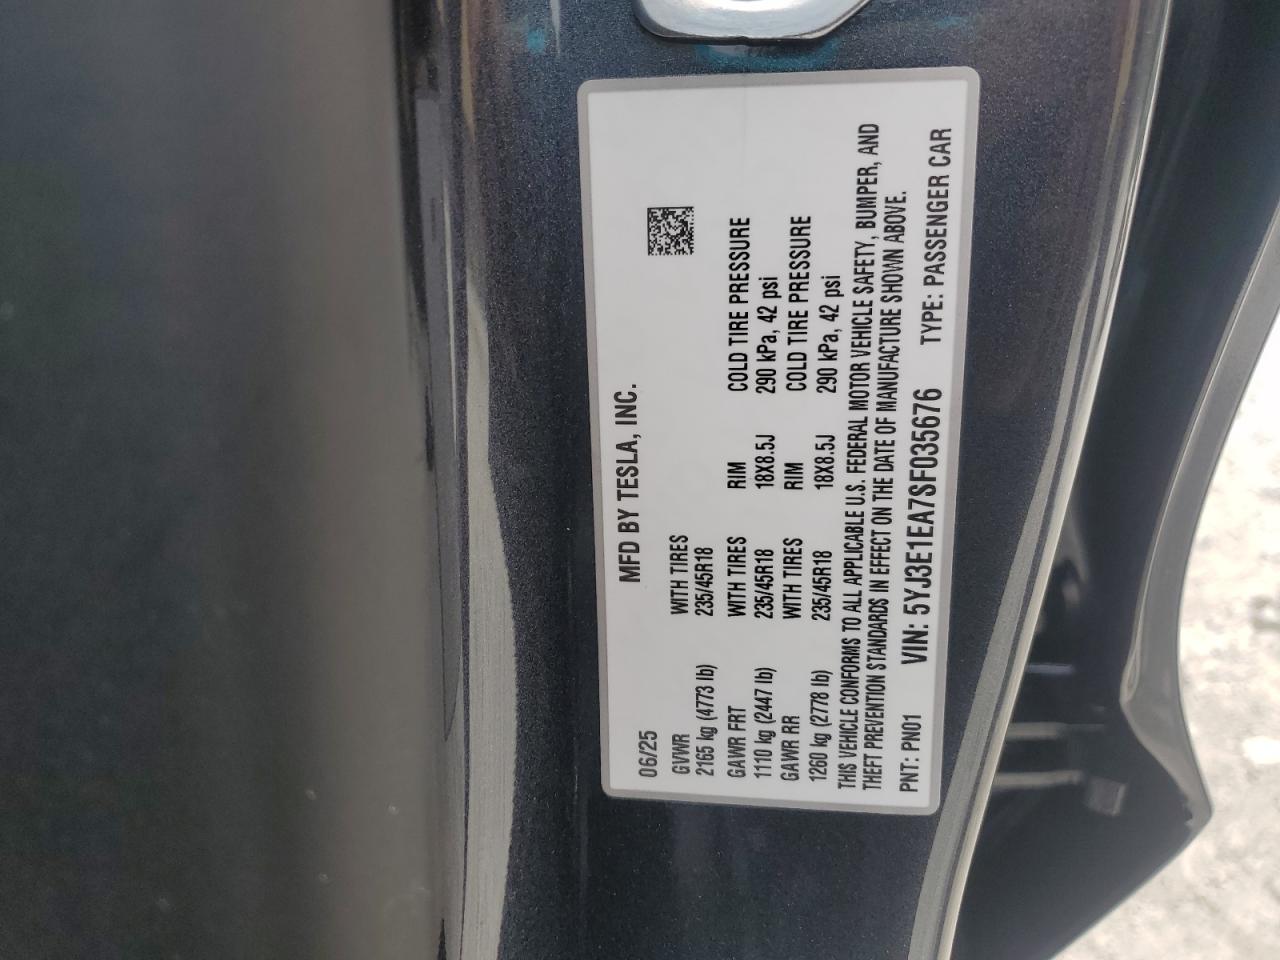 MFD BY TESLA, INC.
06/25
GVWR WITH TIRES
2165 kg (4773 lb) 235/45R18
GAWR FRT WITH TIRES RIM COLD TIRE PRESSURE
1110 kg (2447 lb) 235/45R18 18X8.5J 290 kPa, 42 psi
GAWR RR WITH TIRES RIM COLD TIRE PRESSURE
1260 kg (2778 lb) 235/45R18 18X8.5J 290 kPa, 42 psi
THIS VEHICLE CONFORMS TO ALL APPLICABLE U.S. FEDERAL MOTOR VEHICLE SAFETY, BUMPER, AND
THEFT PREVENTION STANDARDS IN EFFECT ON THE DATE OF MANUFACTURE SHOWN ABOVE.
PNT: PN01 VIN: 5YJ3E1EA7SF035676 TYPE: PASSENGER CAR